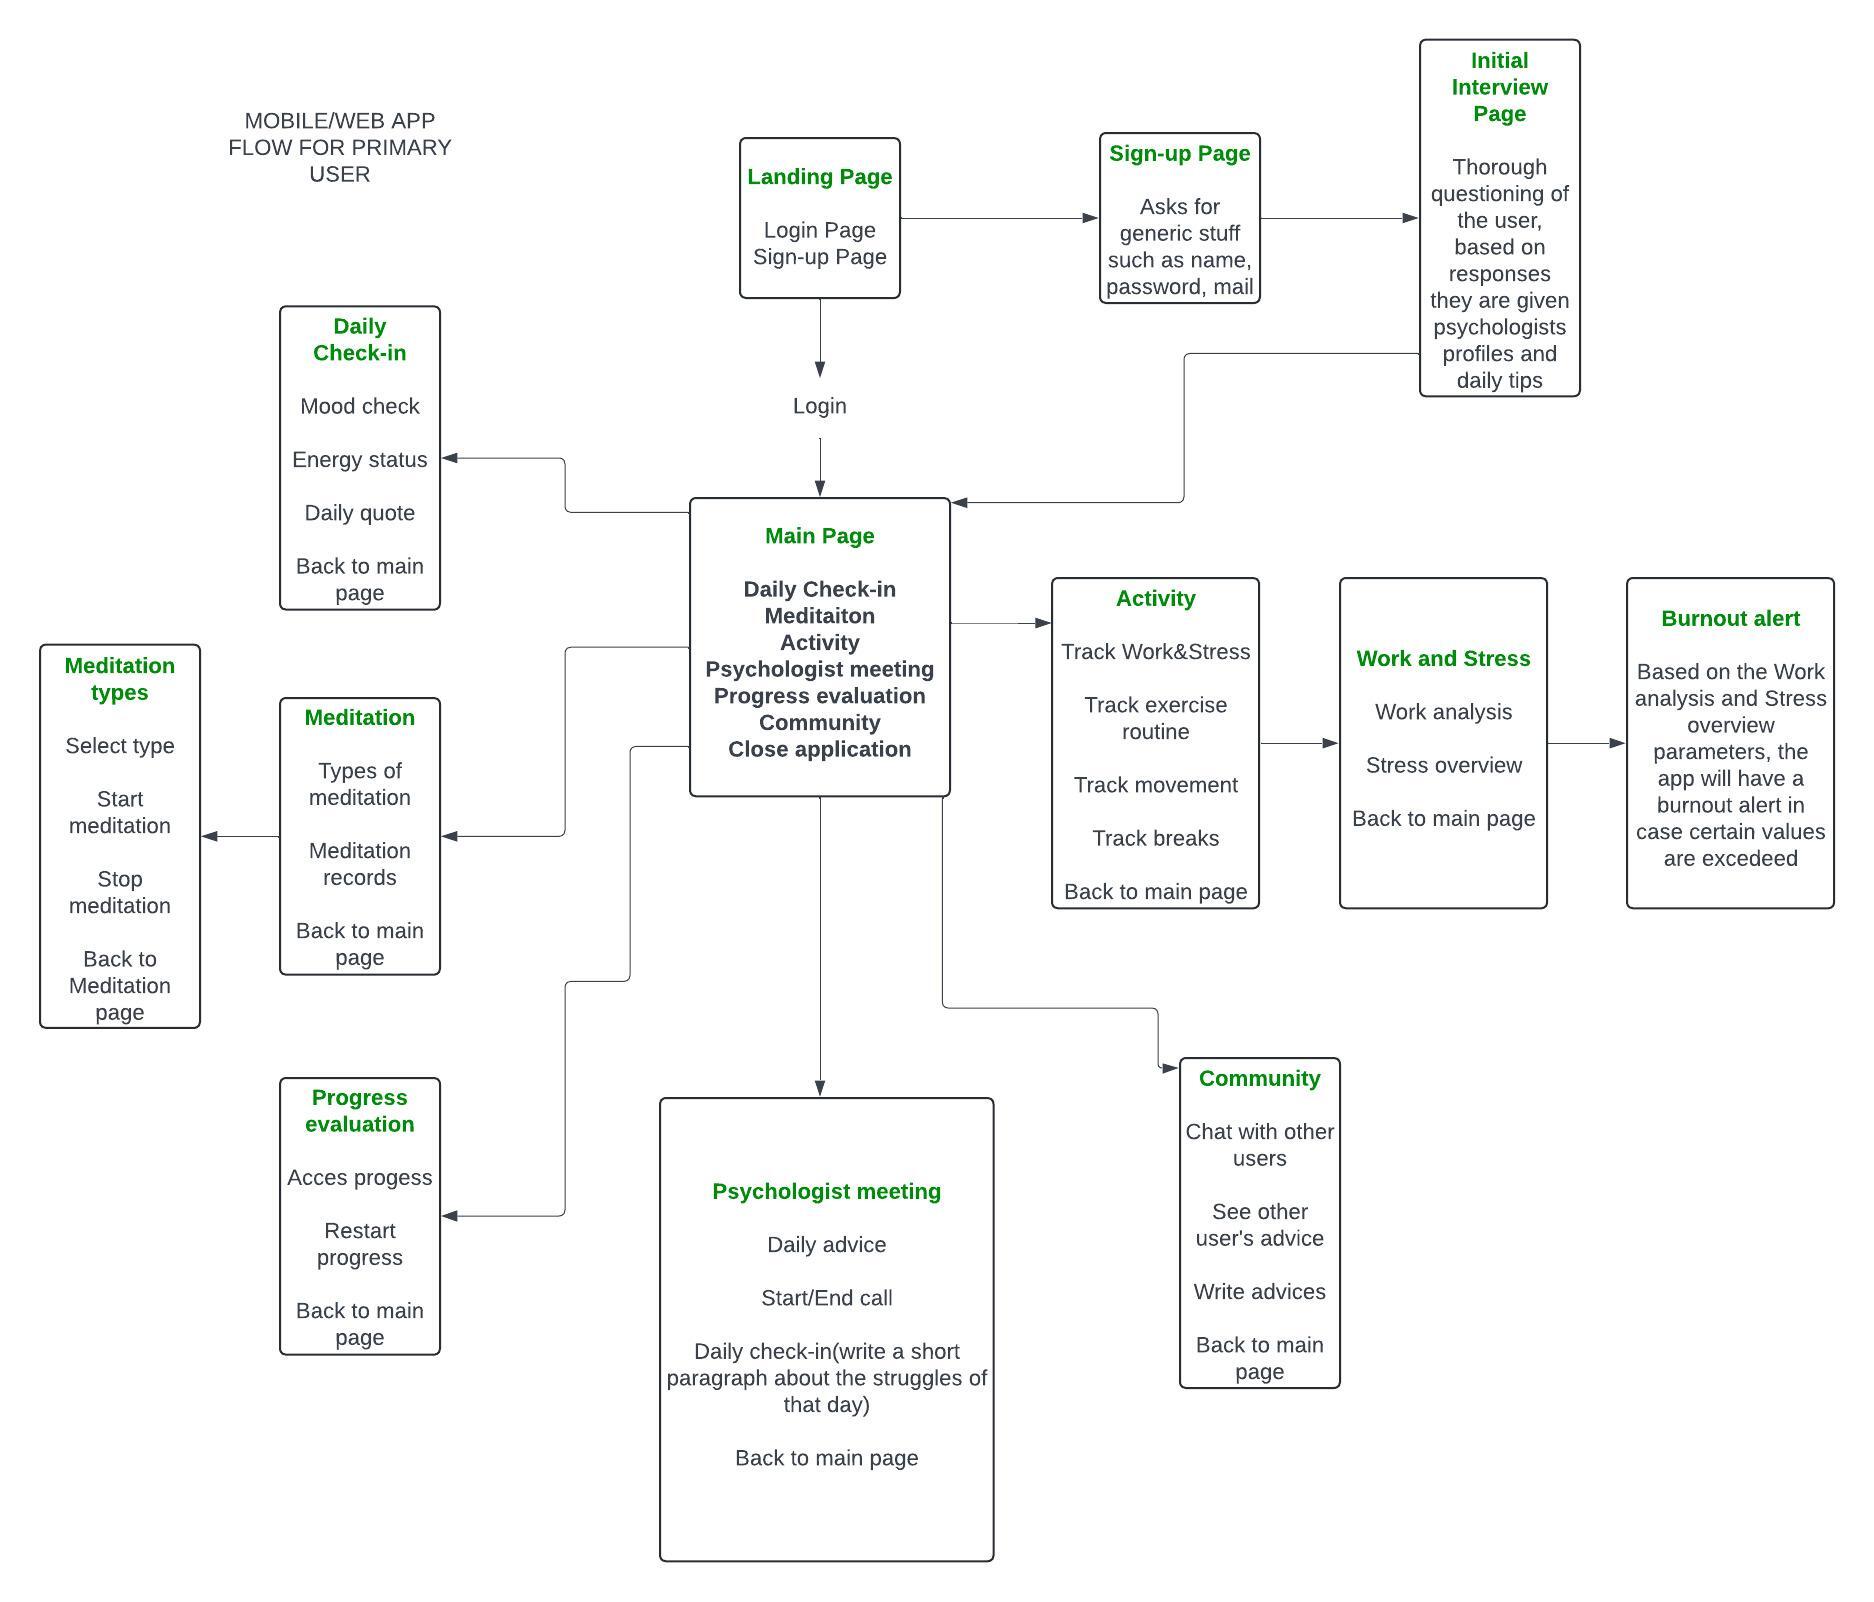 MOBILE/WEB APP
FLOW FOR PRIMARY
USER
Landing Page
Login Page
Sign-up Page
Sign-up Page
Asks for
generic stuff
such as name,
password, mail
Initial
Interview
Page
Thorough
questioning of
the user,
based on
responses
they are given
psychologists
profiles and
daily tips
Login
Daily
Check-in
Mood check
Energy status
Daily quote
Back to main
page
Main Page
Daily Check-in
Meditaiton
Activity
Psychologist meeting
Progress evaluation
Community
Close application
Activity
Track Work&Stress
Track exercise
routine
Track movement
Track breaks
Back to main page
Work and Stress
Work analysis
Stress overview
Back to main page
Burnout alert
Based on the Work
analysis and Stress
overview
parameters, the
app will have a
burnout alert in
case certain values
are excedeed
Meditation
types
Select type
Start
meditation
Stop
meditation
Back to
Meditation
page
Meditation
Types of
meditation
Meditation
records
Back to main
page
Progress
evaluation
Acces progess
Restart
progress
Back to main
page
Psychologist meeting
Daily advice
Start/End call
Daily check-in(write a short
paragraph about the struggles of
that day)
Back to main page
Community
Chat with other
users
See other
user's advice
Write advices
Back to main
page